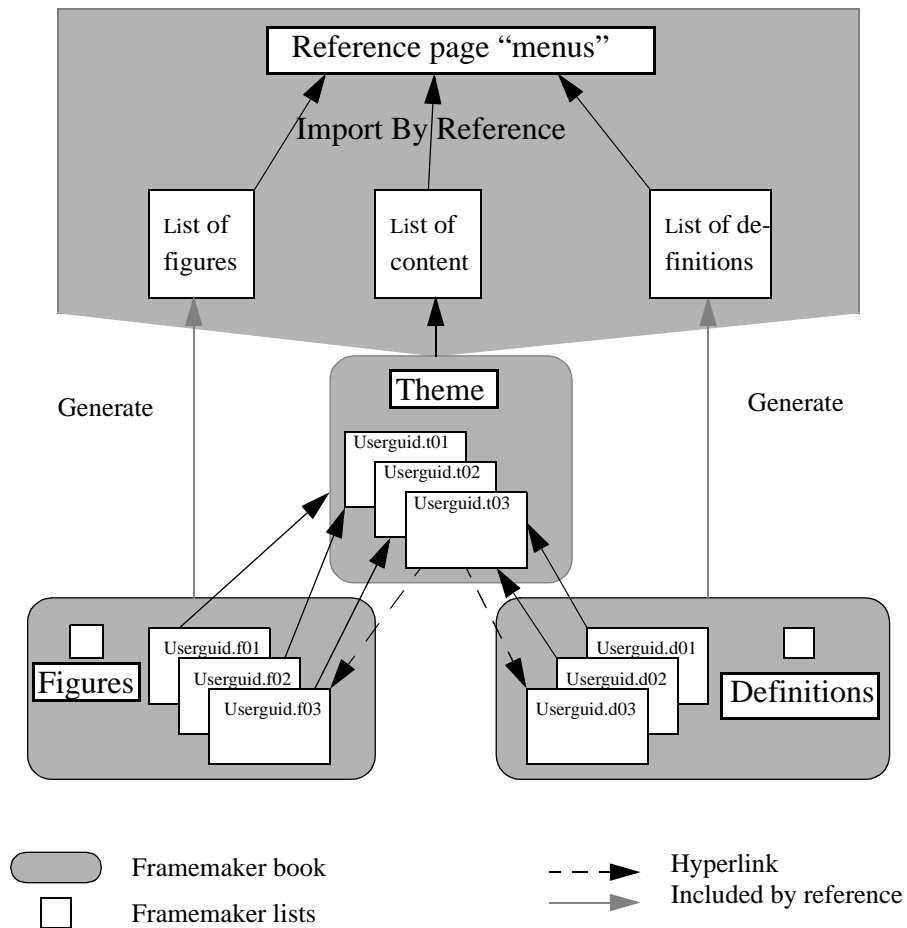 Reference page “menus”
Import By Reference
List of
figures
List of
content
List of de-
finitions
Theme
Generate
Generate
Userguid.t01
Userguid.t02
Userguid.t03
Userguid.f01
Userguid.f02
Userguid.f03
Figures
Userguid.d01
Userguid.d02
Userguid.d03
Definitions
Framemaker book
Framemaker lists
Hyperlink
Included by reference